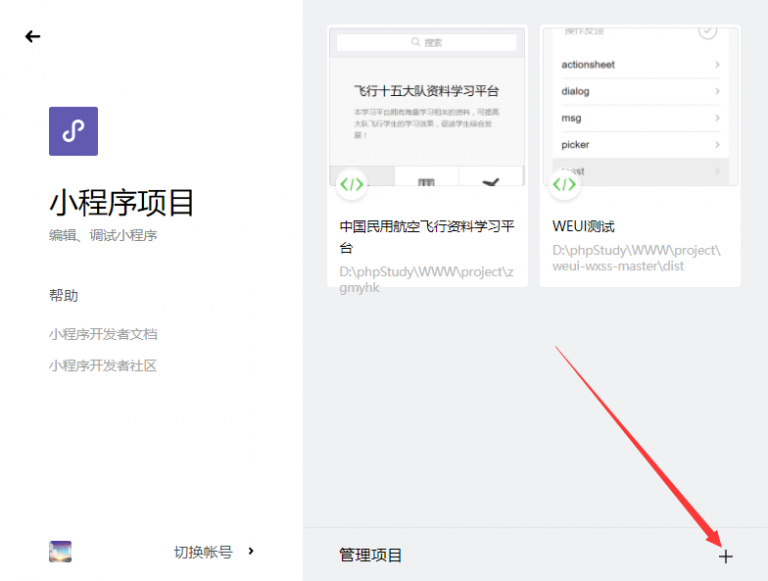 小程序项目
编辑、调试小程序
帮助
小程序开发者文档
小程序开发者社区
切换帐号
搜索
飞行十五大队资料学习平台
本学习平台拥有海量学习相关的资料，可提高
大队飞行学生的学习效果，促进学生综合发
展！
中国民用航空飞行资料学习平
台
D:\phpStudy\WWW\project\z
gmyhk
操作反馈
actionsheet
dialog
msg
picker
WEUI测试
D:\phpStudy\WWW\project\
weui-wxss-master\dist
管理项目